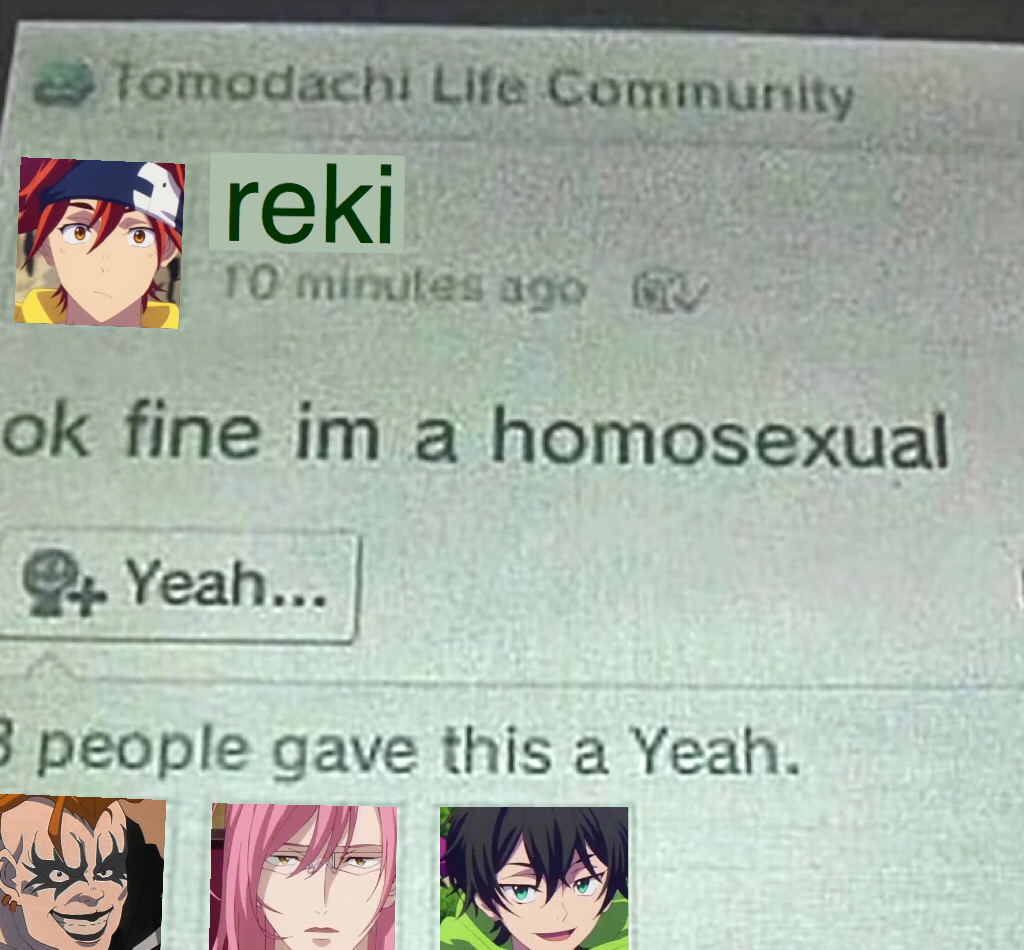 Tomodachi Life Community
reki
10 minutes ago
ok fine im a homosexual
Yeah...
3 people gave this a Yeah.